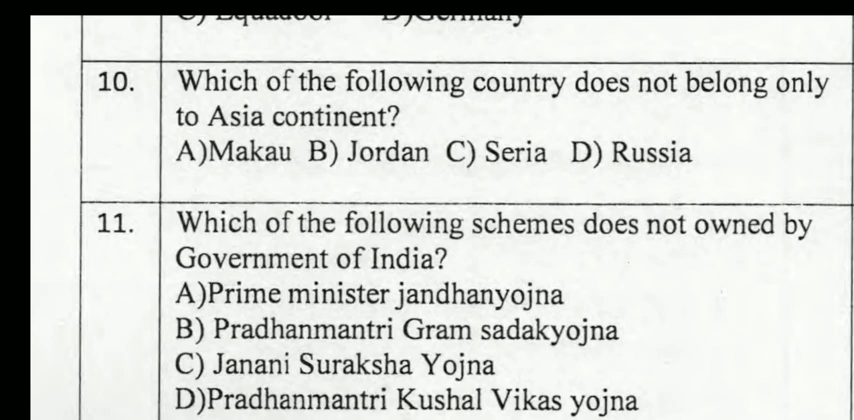 10. Which of the following country does not belong only
to Asia continent?
A)Makau B) Jordan C) Seria D) Russia
11. Which of the following schemes does not owned by
Government of India?
A)Prime minister jandhanyojna
B) Pradhanmantri Gram sadakyojna
C) Janani Suraksha Yojna
D)Pradhanmantri Kushal Vikas yojna